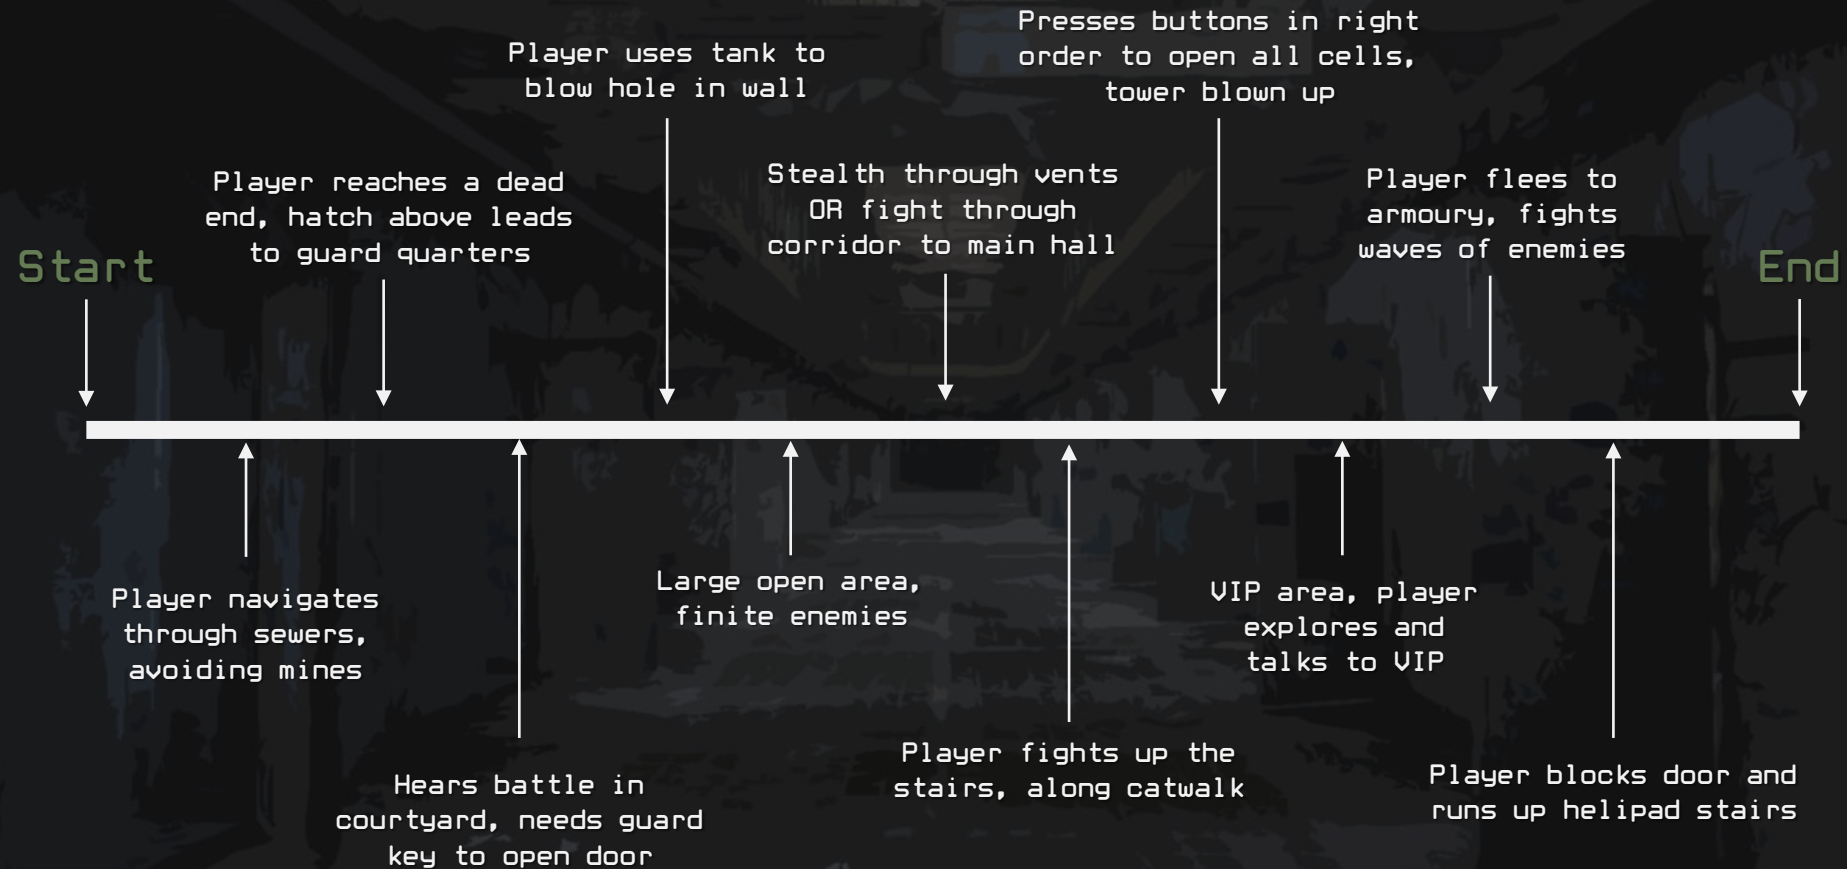 Start
Player navigates
through sewers,
avoiding mines
Player reaches a dead
end, hatch above leads
to guard quarters
Hears battle in
courtyard, needs guard
key to open door
Player uses tank to
blow hole in wall
Large open area,
finite enemies
Stealth through vents
OR fight through
corridor to main hall
Player fights up the
stairs, along catwalk
Presses buttons in right
order to open all cells,
tower blown up
VIP area, player
explores and
talks to VIP
Player flees to
armoury, fights
waves of enemies
Player blocks door and
runs up helipad stairs
End